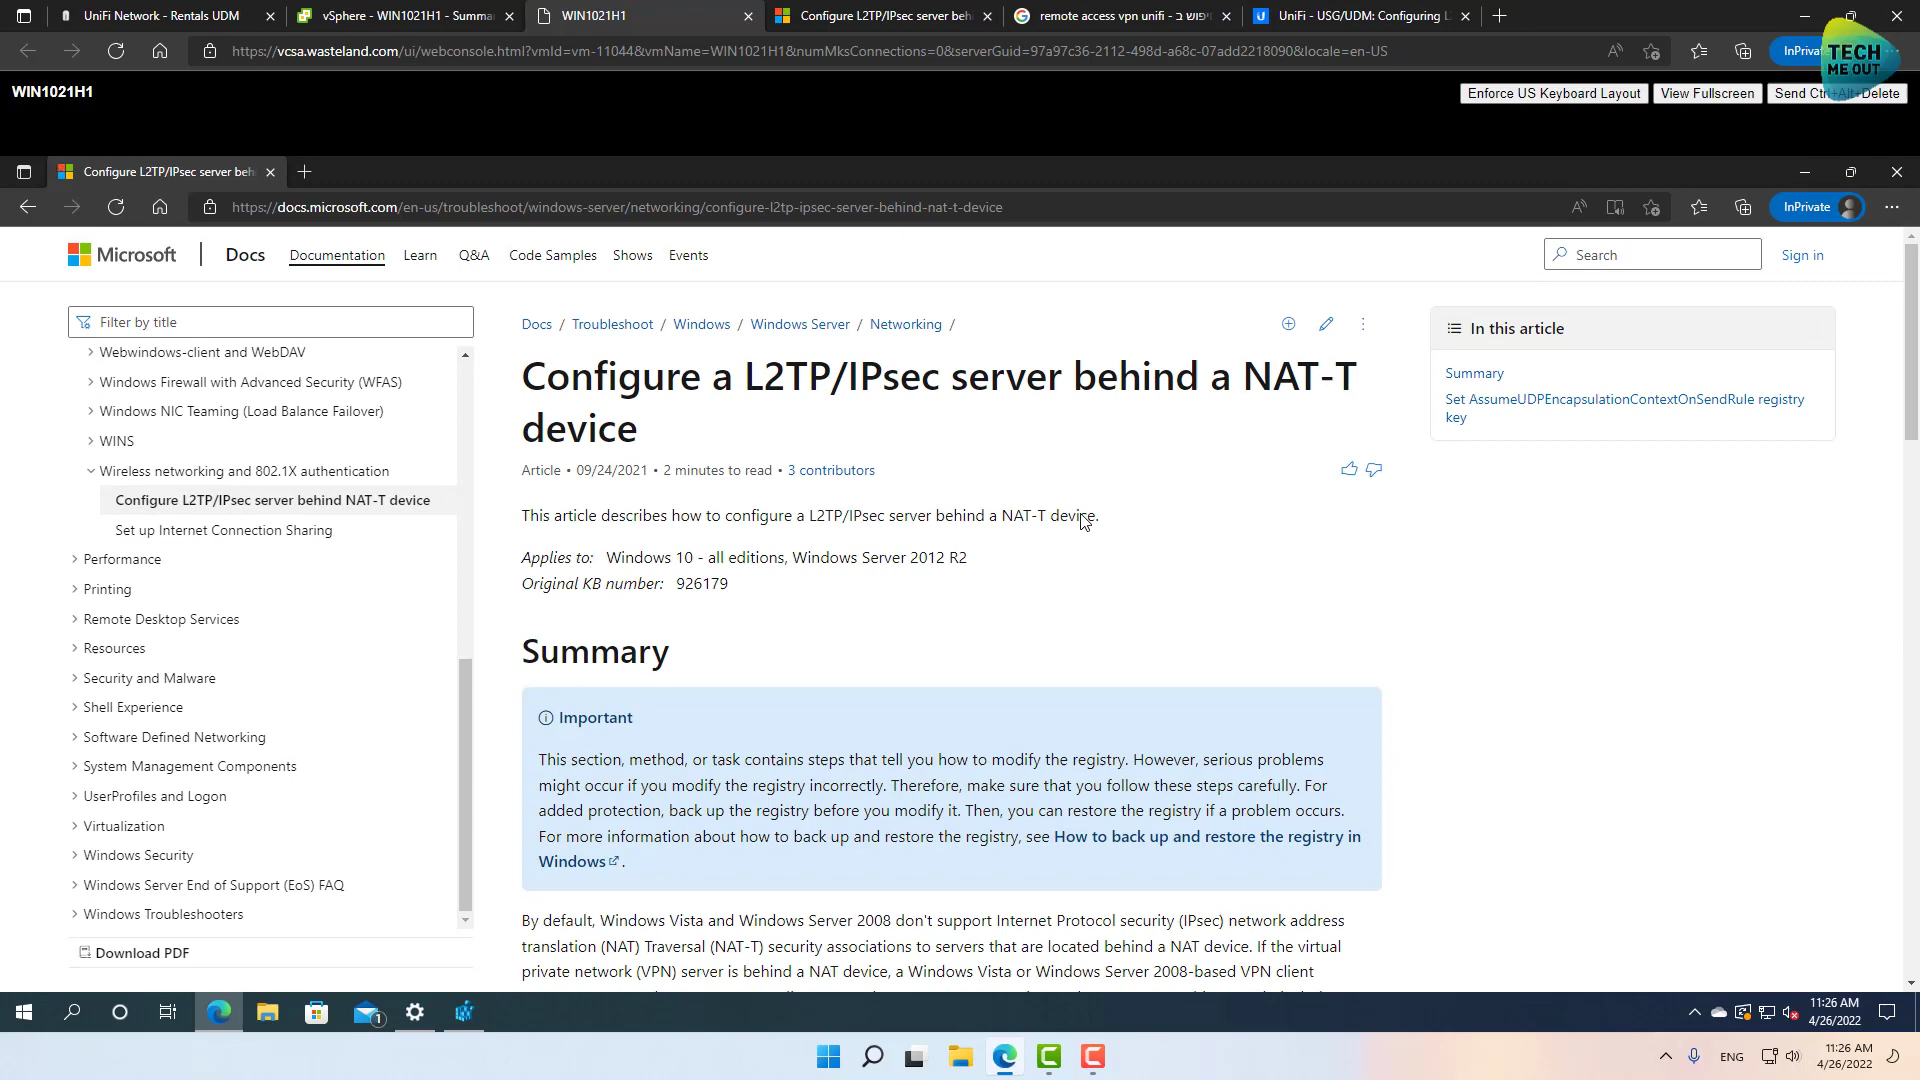 UniFi Network - Rentals UDM
vSphere - WIN1021H1 - Summa
WIN1021H1
Configure L2TP/IPsec server beh
remote access vpn unifi - חיפוש ב
UniFi - USG/UDM: Configuring L
https://vcsa.wasteland.com/ui/webconsole.html?vmId=vm-11044&vmName=WIN1021H1&numMksConnections=0&serverGuid=97a97c36-2112-498d-a68c-07add2218090&locale=en-US
InPrivate
TECH
ME OUT
WIN1021H1
Enforce US Keyboard Layout
View Fullscreen
Send Ctrl+Alt+Delete
Configure L2TP/IPsec server beh
https://docs.microsoft.com/en-us/troubleshoot/windows-server/networking/configure-l2tp-ipsec-server-behind-nat-t-device
InPrivate
Microsoft
Docs
Documentation
Learn
Q&A
Code Samples
Shows
Events
Search
Sign in
Filter by title
Webwindows-client and WebDAV
Windows Firewall with Advanced Security (WFAS)
Windows NIC Teaming (Load Balance Failover)
WINS
Wireless networking and 802.1X authentication
Configure L2TP/IPsec server behind NAT-T device
Set up Internet Connection Sharing
Performance
Printing
Remote Desktop Services
Resources
Security and Malware
Shell Experience
Software Defined Networking
System Management Components
UserProfiles and Logon
Virtualization
Windows Security
Windows Server End of Support (EoS) FAQ
Windows Troubleshooters
Download PDF
Docs / Troubleshoot / Windows / Windows Server / Networking /
Configure a L2TP/IPsec server behind a NAT-T
device
Article • 09/24/2021 • 2 minutes to read • 3 contributors
This article describes how to configure a L2TP/IPsec server behind a NAT-T device.
Applies to: Windows 10 - all editions, Windows Server 2012 R2
Original KB number: 926179
Summary
Important
This section, method, or task contains steps that tell you how to modify the registry. However, serious problems
might occur if you modify the registry incorrectly. Therefore, make sure that you follow these steps carefully. For
added protection, back up the registry before you modify it. Then, you can restore the registry if a problem occurs.
For more information about how to back up and restore the registry, see How to back up and restore the registry in
Windows .
By default, Windows Vista and Windows Server 2008 don't support Internet Protocol security (IPsec) network address
translation (NAT) Traversal (NAT-T) security associations to servers that are located behind a NAT device. If the virtual
private network (VPN) server is behind a NAT device, a Windows Vista or Windows Server 2008-based VPN client
In this article
Summary
Set AssumeUDPEncapsulationContextOnSendRule registry
key
1
11:26 AM
4/26/2022
ENG
11:26 AM
4/26/2022